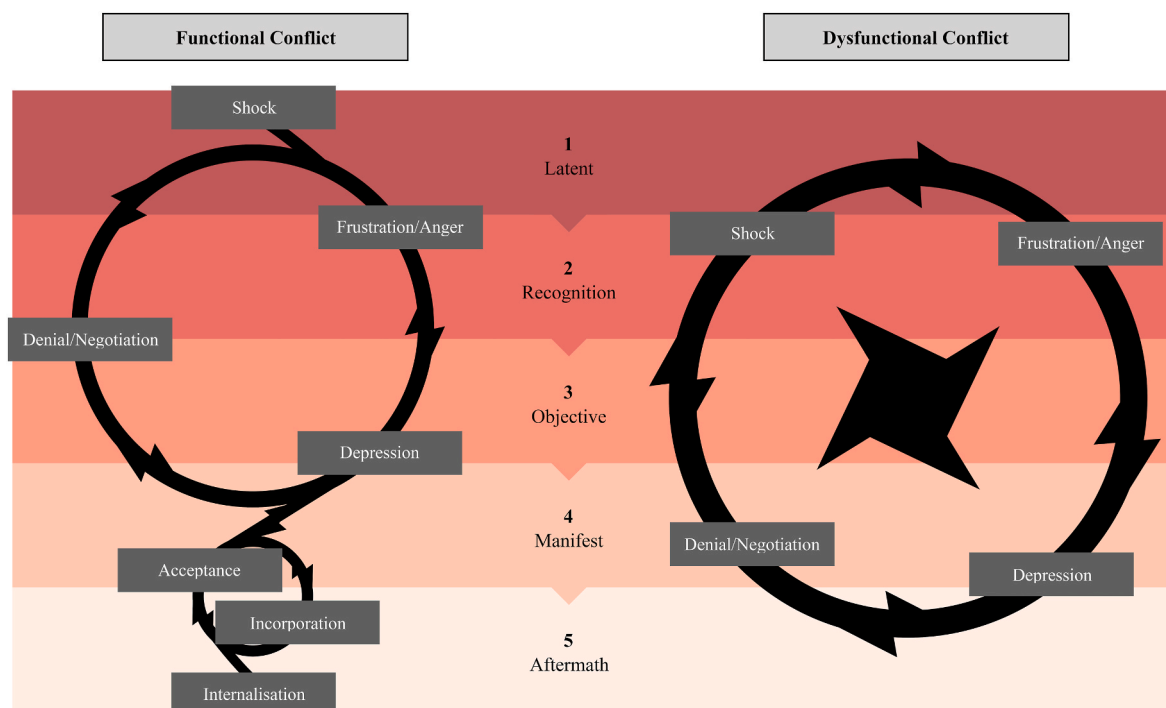 Functional Conflict
Dysfunctional Conflict
Shock
1
Latent
Frustration/Anger
Shock
Frustration/Anger
2
Recognition
Denial/Negotiation
3
Objective
Depression
4
Manifest
Denial/Negotiation
Acceptance
Depression
Incorporation
5
Aftermath
Internalisation